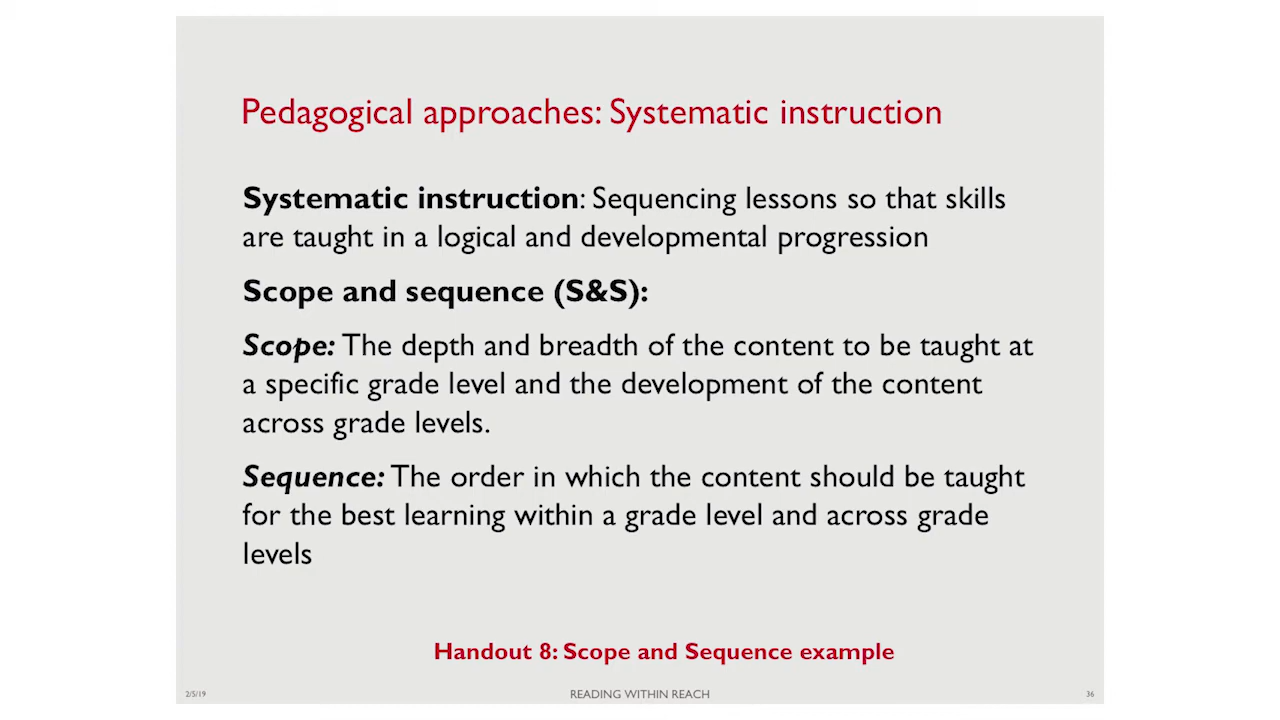 Pedagogical approaches: Systematic instruction
Systematic instruction: Sequencing lessons so that skills
are taught in a logical and developmental progression
Scope and sequence (S&S):
Scope: The depth and breadth of the content to be taught at
a specific grade level and the development of the content
across grade levels.
Sequence: The order in which the content should be taught
for the best learning within a grade level and across grade
levels
Handout 8: Scope and Sequence example
2/5/19
READING WITHIN REACH
36